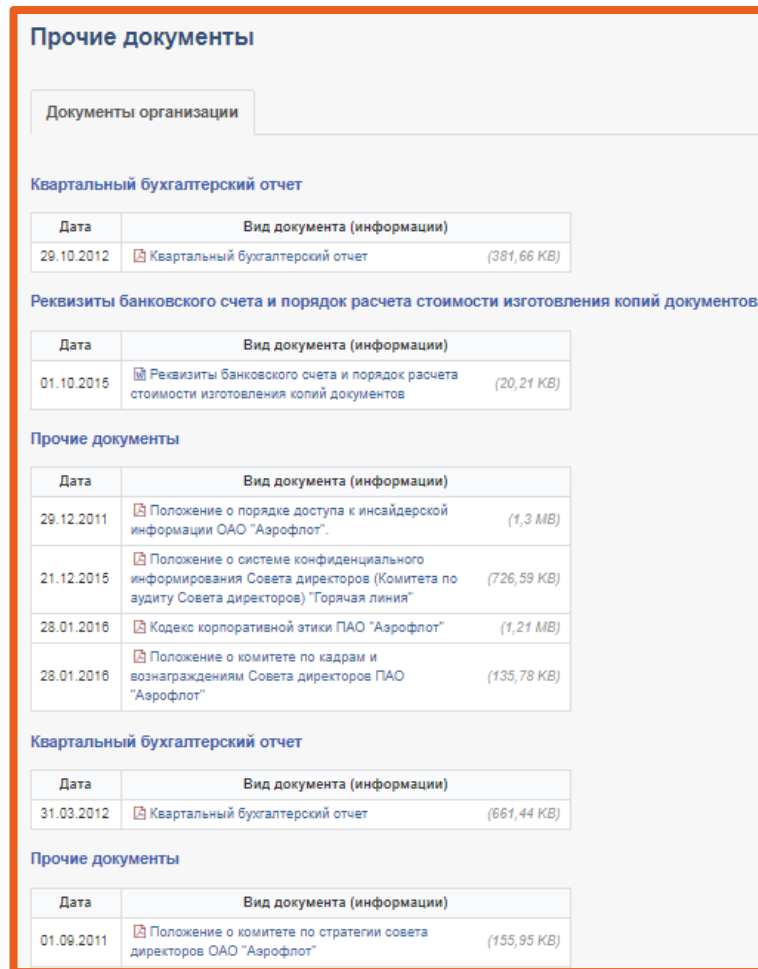 Прочие документы
Документы организации
Квартальный бухгалтерский отчет
Дата Вид документа (информации)
29.10.2012 Квартальный бухгалтерский отчет (381,66 KB)
Реквизиты банковского счета и порядок расчета стоимости изготовления копий документов
Дата Вид документа (информации)
01.10.2015 Реквизиты банковского счета и порядок расчета
стоимости изготовления копий документов (20,21 KB)
Прочие документы
Дата Вид документа (информации)
29.12.2011 Положение о порядке доступа к инсайдерской
информации ОАО "Аэрофлот". (1,3 MB)
Положение о системе конфиденциального
21.12.2015 информирования Совета директоров (Комитета по (726,59 KB)
аудиту Совета директоров) "Горячая линия"
28.01.2016 Кодекс корпоративной этики ПАО "Аэрофлот" (1,21 MB)
Положение о комитете по кадрам и
28.01.2016 вознаграждениям Совета директоров ПАО (135,78 KB)
"Аэрофлот"
Квартальный бухгалтерский отчет
Дата Вид документа (информации)
31.03.2012 Квартальный бухгалтерский отчет (661,44 KB)
Прочие документы
Дата Вид документа (информации)
01.09.2011 Положение о комитете по стратегии совета
директоров ОАО "Аэрофлот" (155,95 KB)